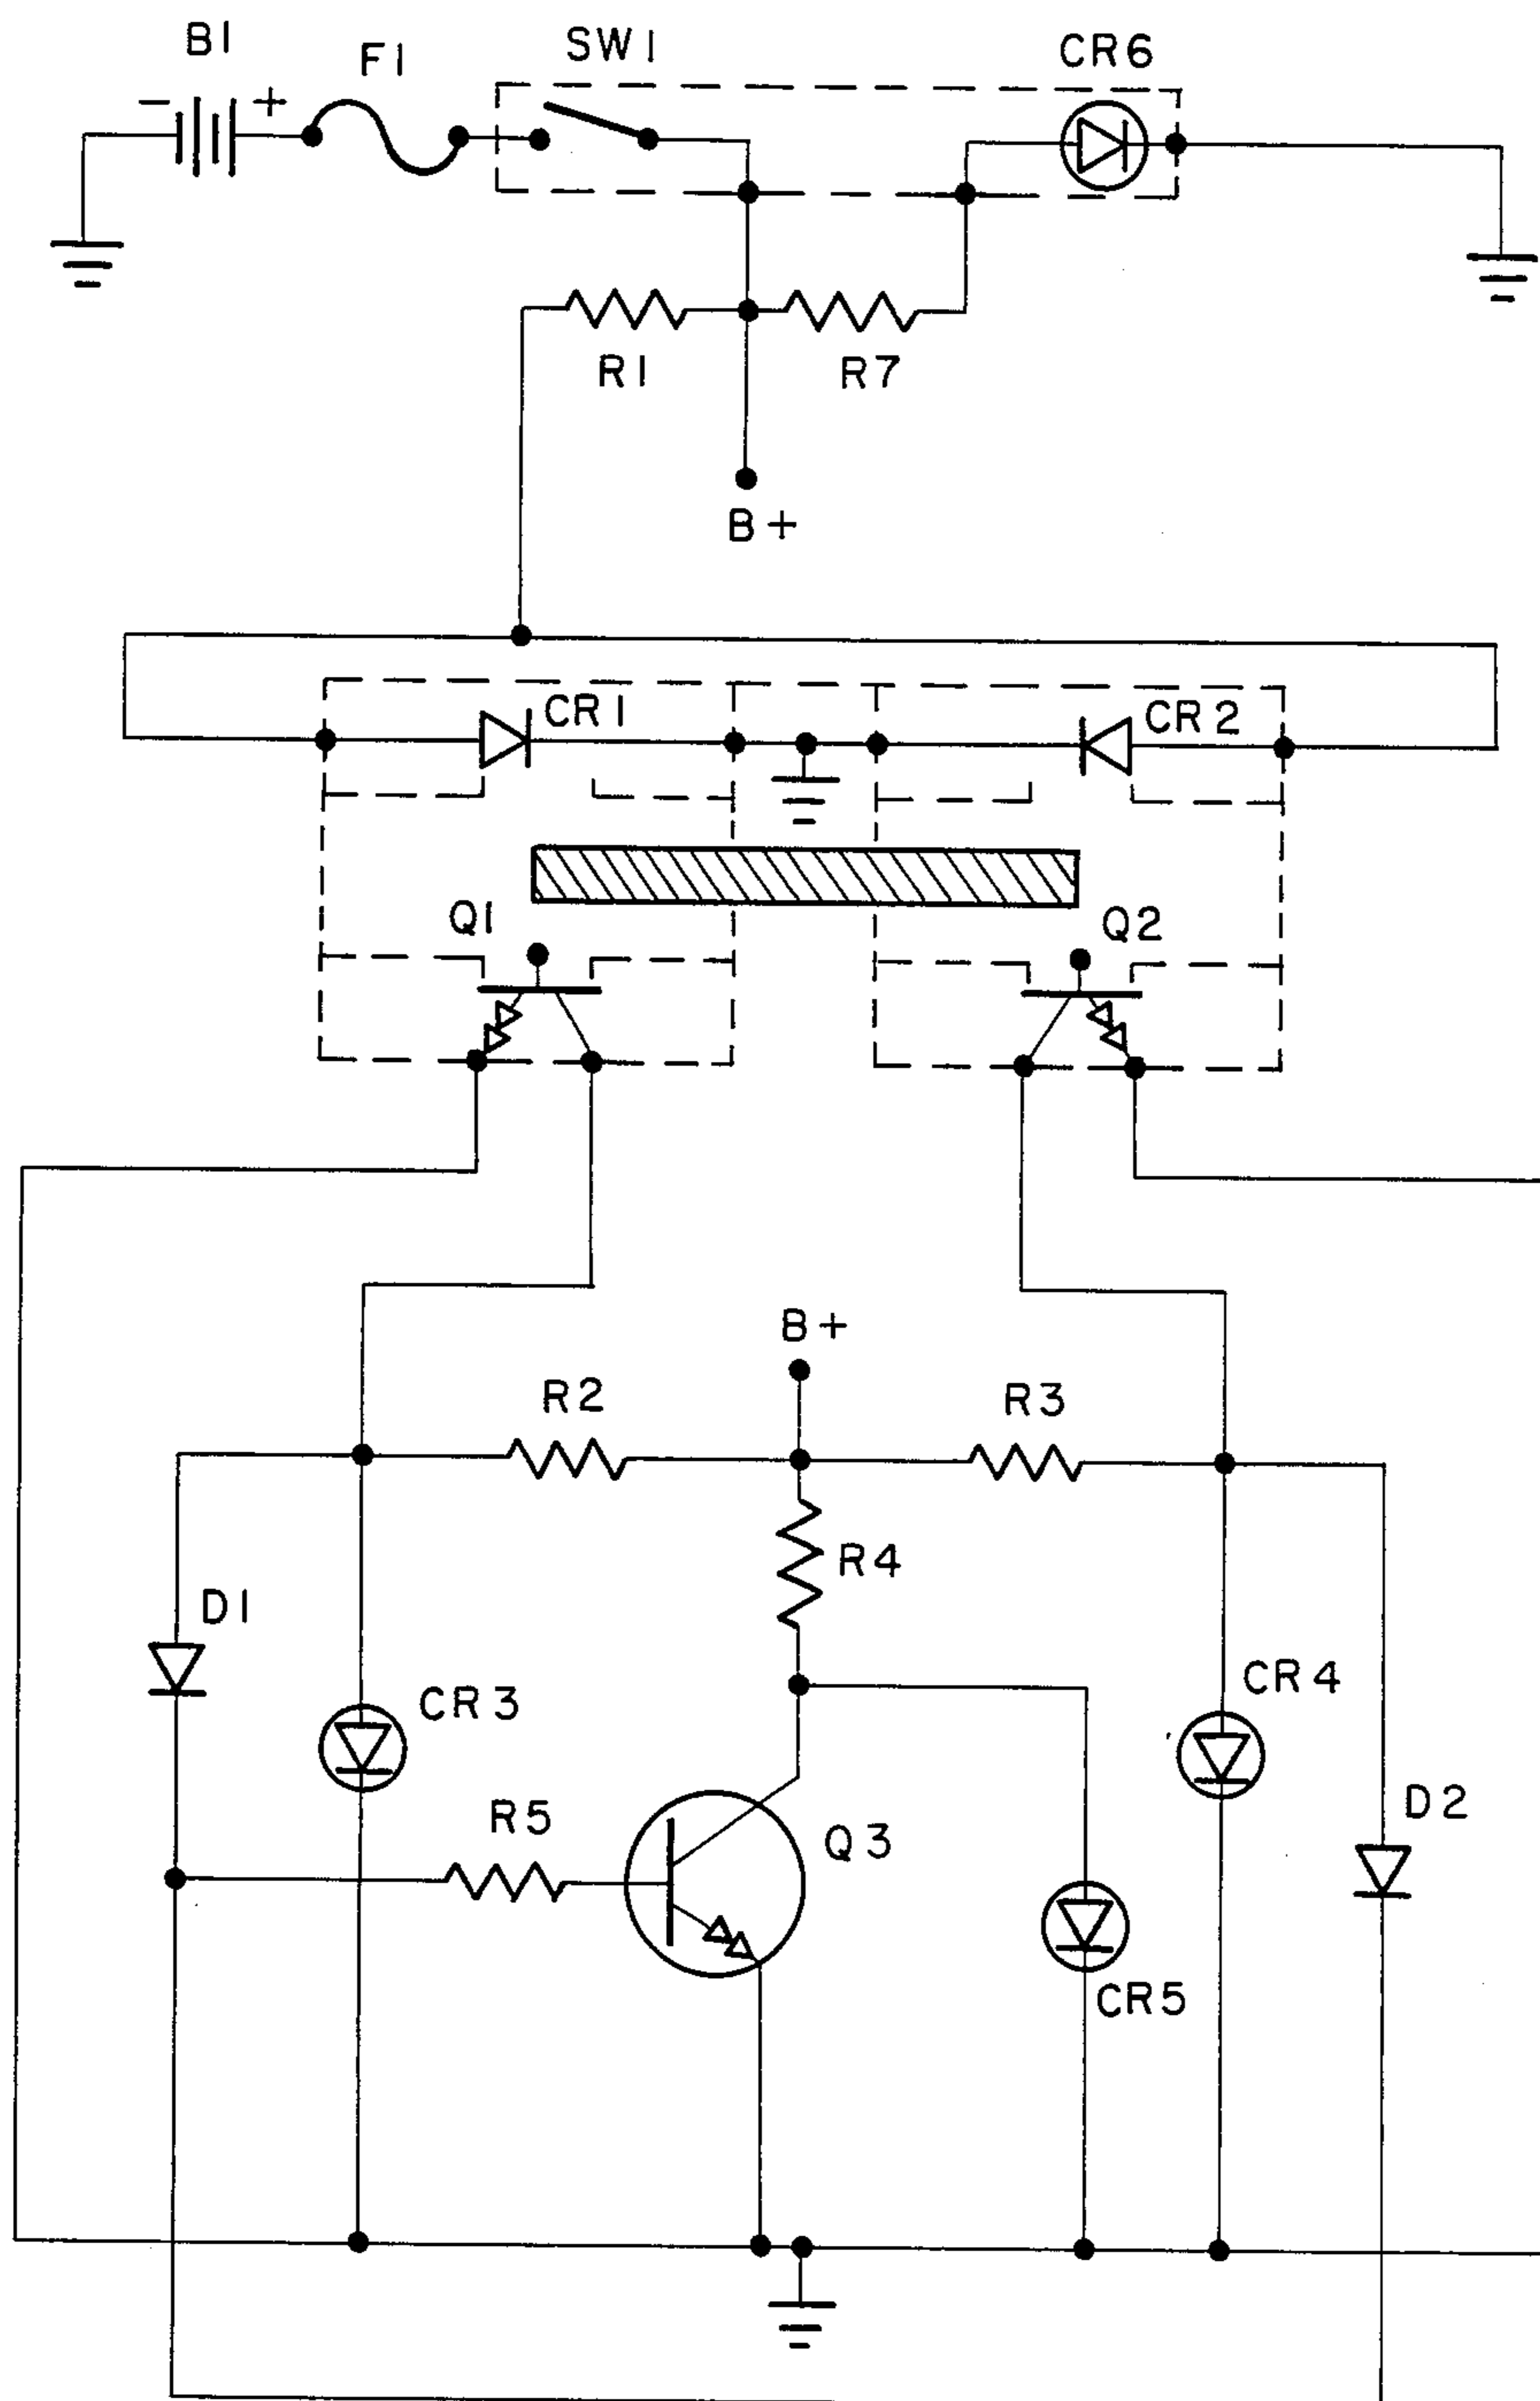 B1
F1
SW1
CR6
- +
R1
R7
B+
CR1
CR2
Q1
Q2
B+
R2
R3
R4
D1
CR3
CR4
R5
Q3
D2
CR5